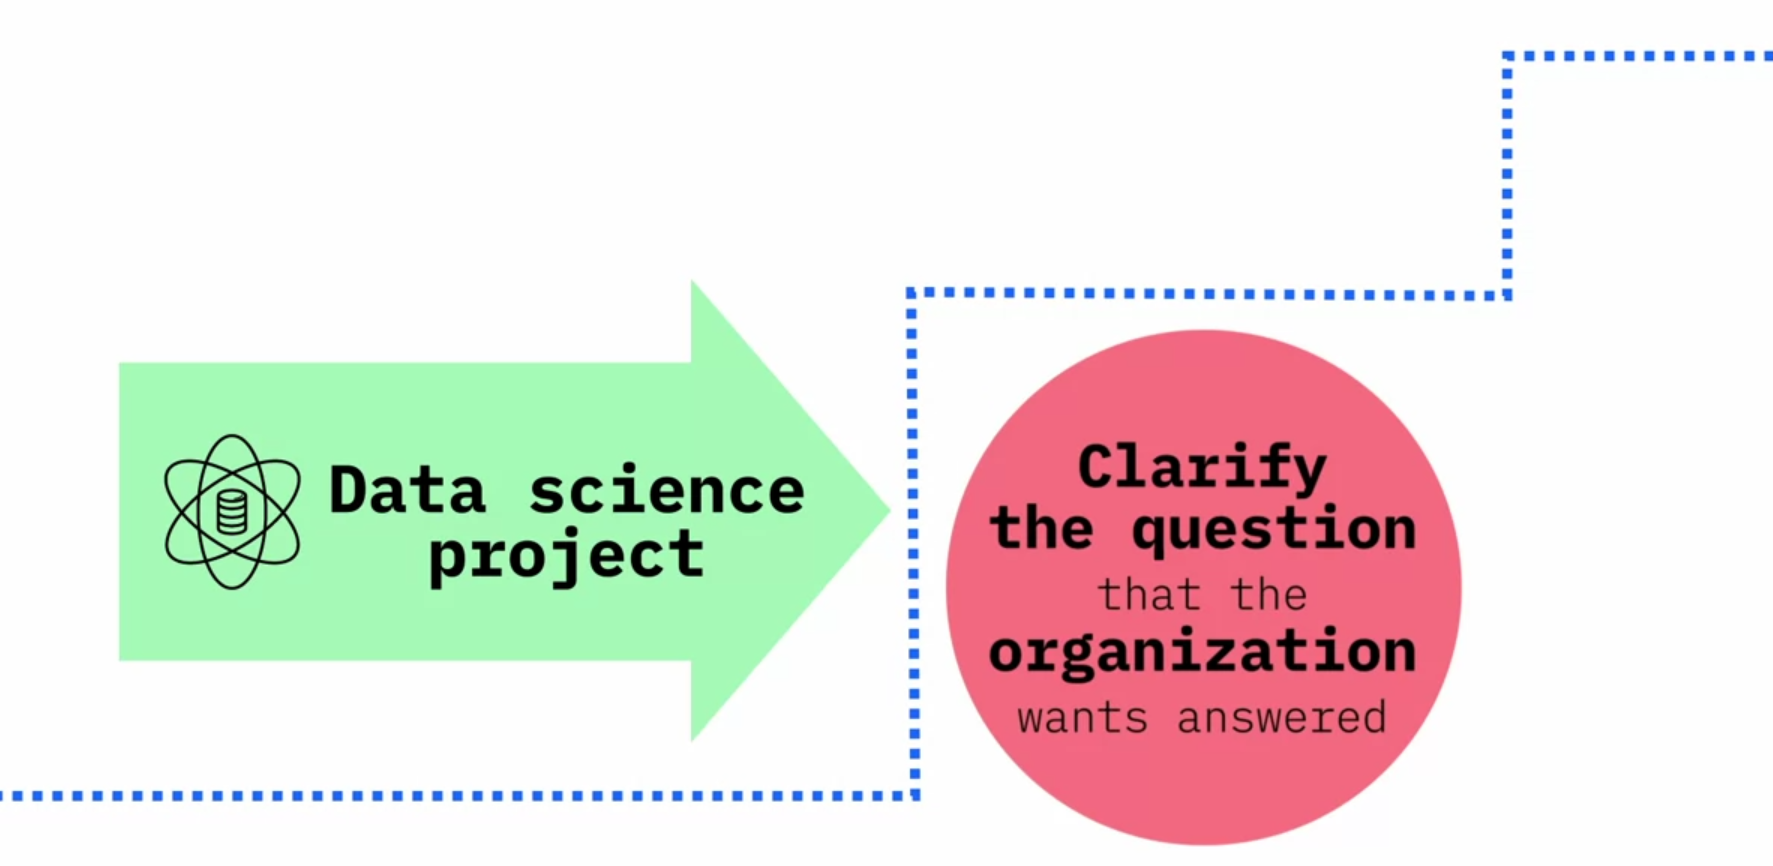 Data science
project
Clarify
the question
that the
organization
wants answered